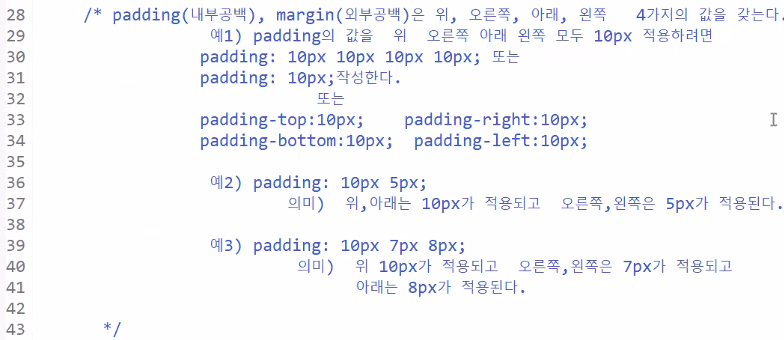 28 /* padding(내부공백), margin(외부공백)은 위, 오른쪽, 아래, 왼쪽 4가지의 값을 갖는다.
29 예1) padding의 값을 위 오른쪽 아래 왼쪽 모두 10px 적용하려면
30 padding: 10px 10px 10px 10px; 또는
31 padding: 10px;작성한다.
32 또는
33 padding-top:10px; padding-right:10px;
34 padding-bottom:10px; padding-left:10px;
35
36 예2) padding: 10px 5px;
37 의미) 위,아래는 10px가 적용되고 오른쪽,왼쪽은 5px가 적용된다.
38
39 예3) padding: 10px 7px 8px;
40 의미) 위 10px가 적용되고 오른쪽,왼쪽은 7px가 적용되고
41 아래는 8px가 적용된다.
42
43 */